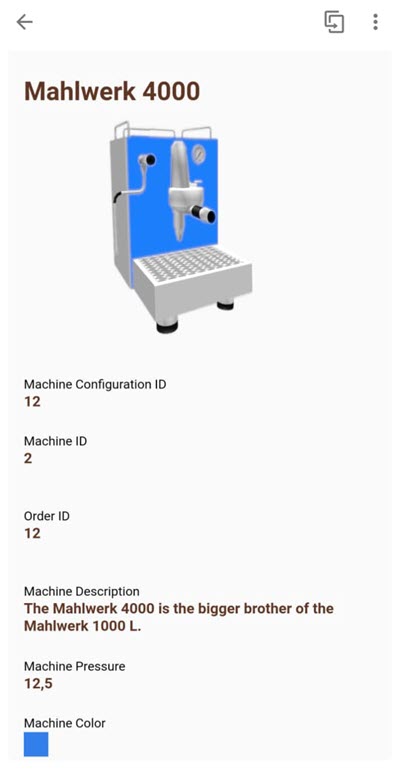 Mahlwerk 4000
Machine Configuration ID
12
Machine ID
2
Order ID
12
Machine Description
The Mahlwerk 4000 is the bigger brother of the
Mahlwerk 1000 L.
Machine Pressure
12,5
Machine Color